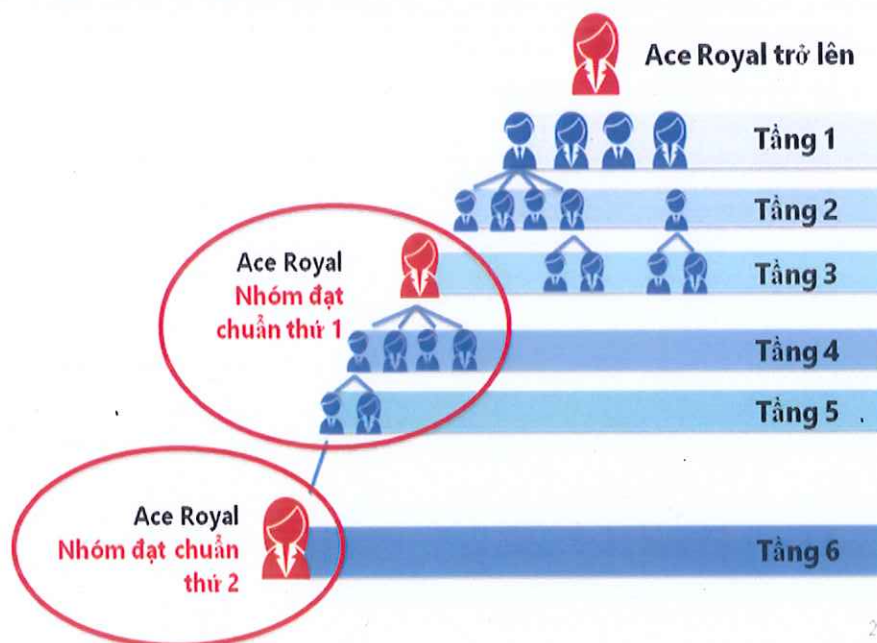 Ace Royal trở lên
Tầng 1
Tầng 2
Ace Royal
Nhóm đạt
chuẩn thứ 1
Tầng 3
Tầng 4
Tầng 5
Ace Royal
Nhóm đạt chuẩn
thứ 2
Tầng 6
2